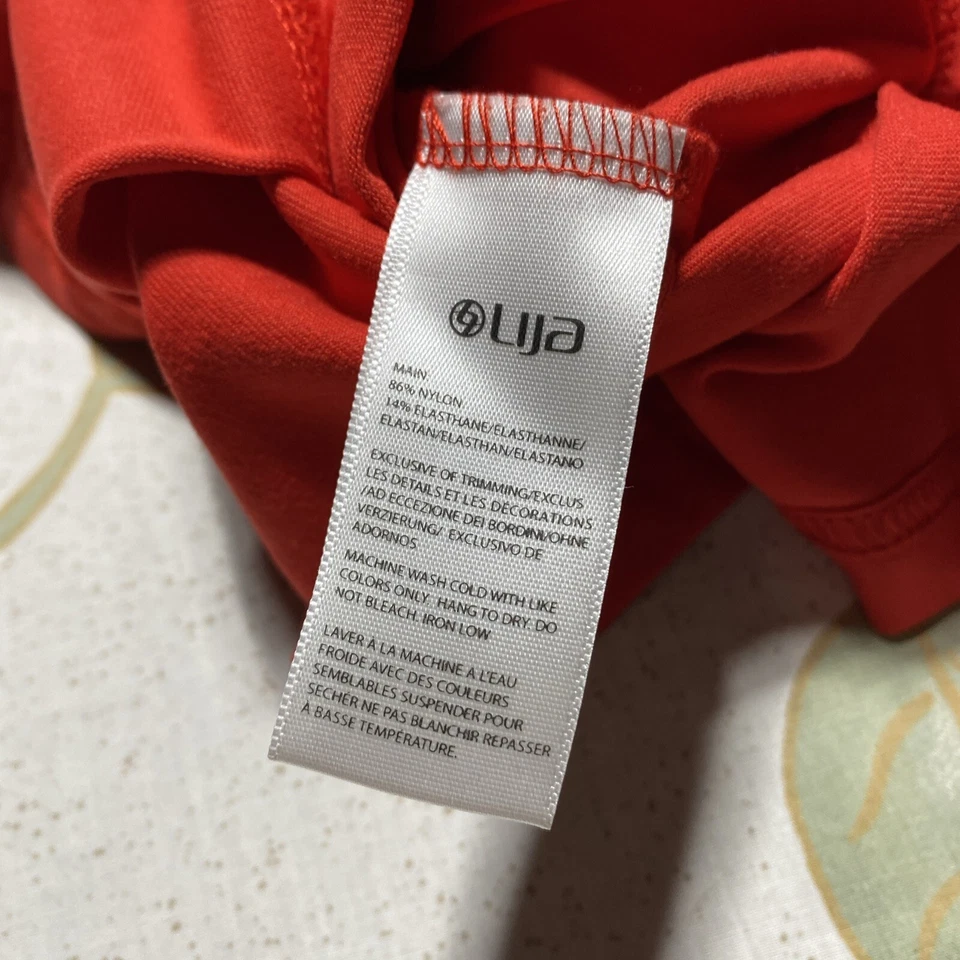 LIJA
MAIN
86% NYLON
14% ELASTHANE/ELASTHANNE/
ELASTAN/ELASTHAN/ELASTANO
EXCLUSIVE OF TRIMMING/EXCLUS
LES DETAILS ET LES DECORATIONS
/AD ECCEZIONE DEI BORDINI/OHNE
VERZIERUNG/ EXCLUSIVO DE
ADORNOS
MACHINE WASH COLD WITH LIKE
COLORS ONLY. HANG TO DRY. DO
NOT BLEACH. IRON LOW
LAVER À LA MACHINE A L'EAU
FROIDE AVEC DES COULEURS
SEMBLABLES SUSPENDER POUR
SECHER NE PAS BLANCHIR REPASSER
À BASSE TEMPÉRATURE.